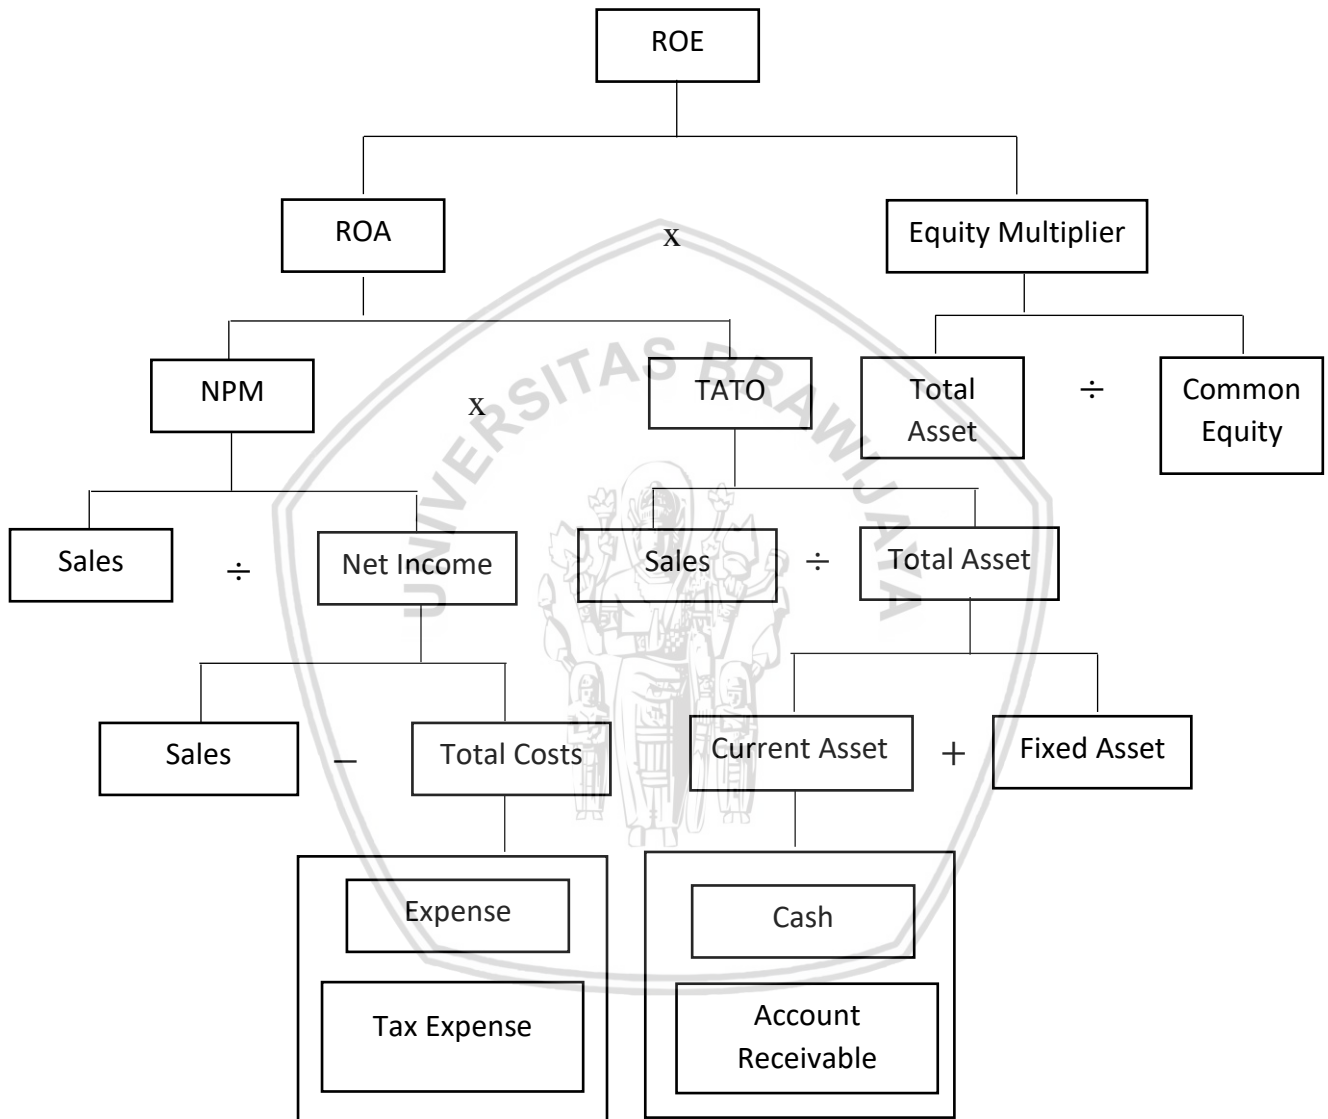 ROE
ROA
x
Equity Multiplier
UNIVERSITAS BRAWIJAYA
NPM
x
TATO
Total
Asset
÷
Common
Equity
Sales
÷
Net Income
Sales
÷
Total Asset
Sales
–
Total Costs
Current Asset
+
Fixed Asset
Expense
Cash
Tax Expense
Account
Receivable